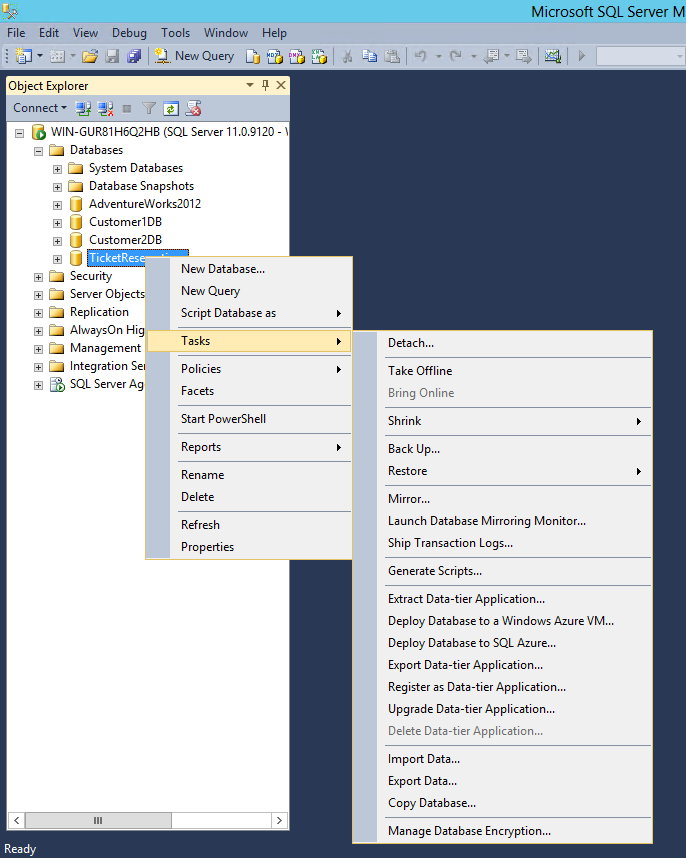 Microsoft SQL Server M
File Edit View Debug Tools Window Help
New Query
Object Explorer
Connect
WIN-GUR81H6Q2HB (SQL Server 11.0.9120 -
Databases
System Databases
Database Snapshots
AdventureWorks2012
Customer1DB
Customer2DB
Security
Server Objects
Replication
AlwaysOn Hig
Management
Integration Se
SQL Server Ag
New Database...
New Query
Script Database as
Tasks
Policies
Facets
Start PowerShell
Reports
Rename
Delete
Refresh
Properties
Detach...
Take Offline
Bring Online
Shrink
Back Up...
Restore
Mirror...
Launch Database Mirroring Monitor...
Ship Transaction Logs...
Generate Scripts...
Extract Data-tier Application...
Deploy Database to a Windows Azure VM...
Deploy Database to SQL Azure...
Export Data-tier Application...
Register as Data-tier Application...
Upgrade Data-tier Application...
Delete Data-tier Application...
Import Data...
Export Data...
Copy Database...
Manage Database Encryption...
Ready